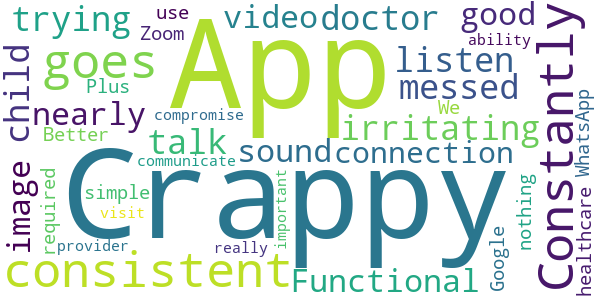 trying
use
Zoom
video
doctor
good
ability
App
goes
Plus
listen
messed
Constantly
child
nearly
compromise
We
WhatsApp
Better
talk
irritating
communicate
sound
connection
Crappy
image
required
simple
visit
important
nothing
Google
healthcare
provider
really
consistent
Functional